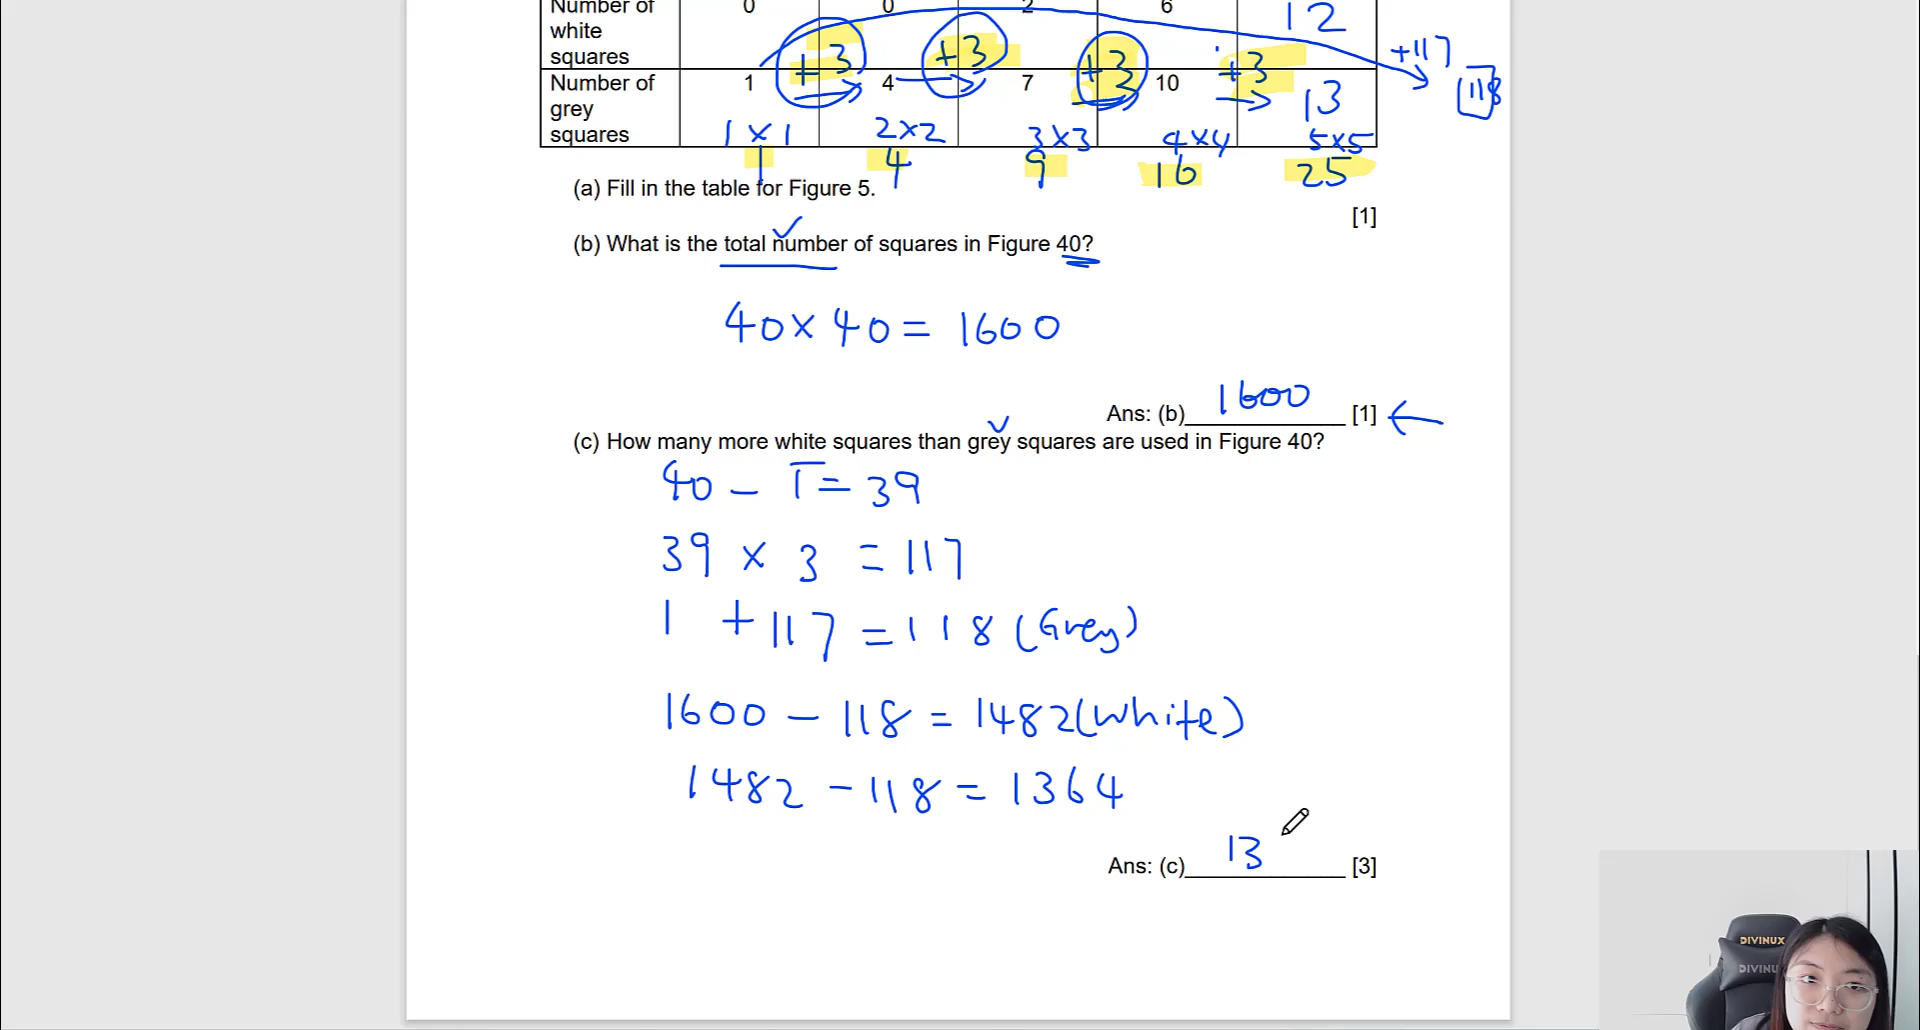 Number of 0 0 2 6 12
white
squares
+3 +3 +3 +3 +117
Number of 1 4 7 10 13 118
grey
squares
1×1 2×2 3×3 4×4 5×5
1 4 9 16 25
(a) Fill in the table for Figure 5.
[1]
(b) What is the total number of squares in Figure 40?
40×40=1600
1600
Ans: (b)______________ [1]
(c) How many more white squares than grey squares are used in Figure 40?
40 - 1 = 39
39 × 3 = 117
1 + 117 = 118 (Grey)
1600 - 118 = 1482 (White)
1482 - 118 = 1364
13
Ans: (c)______________ [3]
DIVINUX
DIVINU